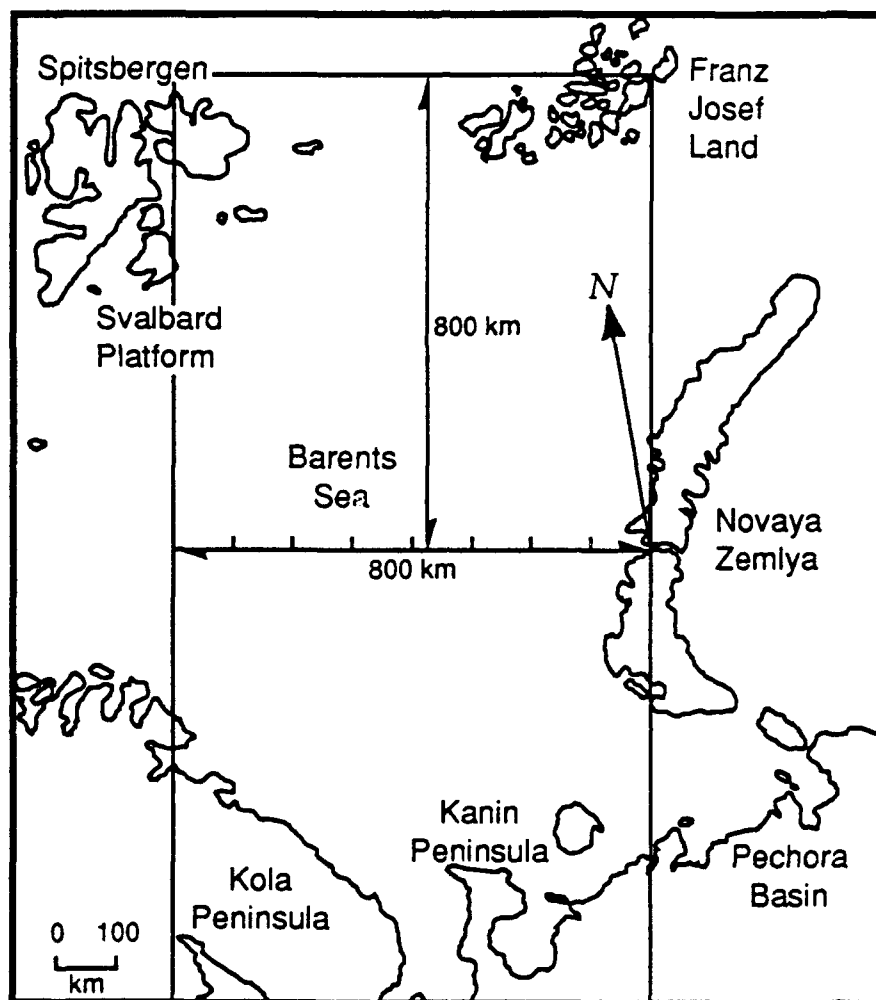 Spitsbergen
Franz
Josef
Land
Svalbard
Platform
N
800 km
Barents
Sea
Novaya
Zemlya
800 km
Kanin
Peninsula
Kola
Peninsula
Pechora
Basin
0 100
km